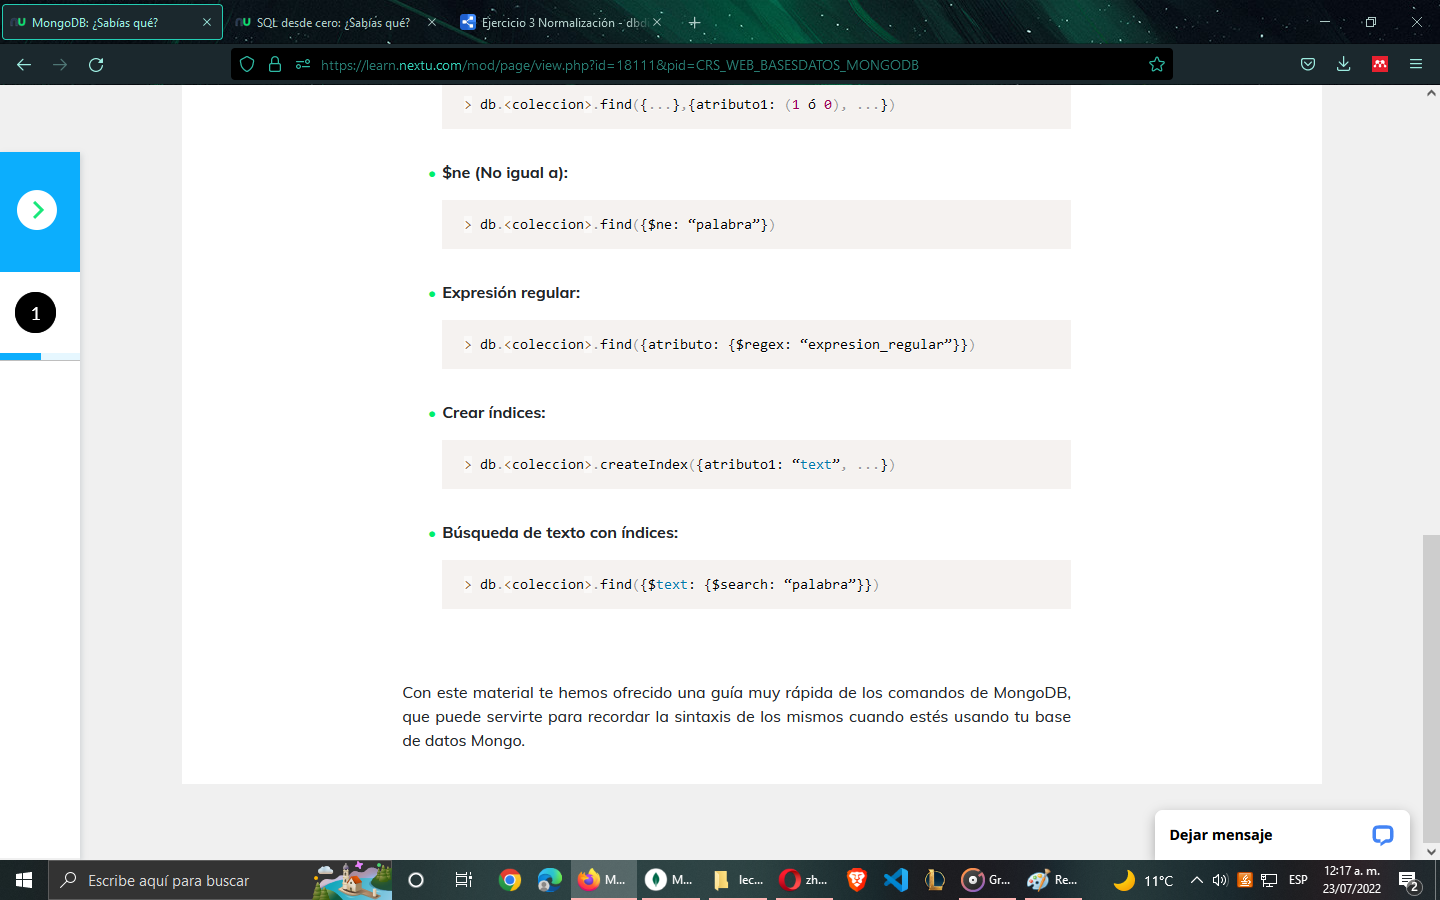 MongoDB: ¿Sabías qué?
SQL desde cero: ¿Sabías qué?
Ejercicio 3 Normalización - dbd
https://learn.nextu.com/mod/page/view.php?id=18111&pid=CRS_WEB_BASESDATOS_MONGODB
> db.<coleccion>.find({...},{atributo1: (1 ó 0), ...})
$ne (No igual a):
> db.<coleccion>.find({$ne: “palabra”})
Expresión regular:
> db.<coleccion>.find({atributo: {$regex: “expresion_regular”}})
1
Crear índices:
> db.<coleccion>.createIndex({atributo1: “text”, ...})
Búsqueda de texto con índices:
> db.<coleccion>.find({$text: {$search: “palabra”}})
Con este material te hemos ofrecido una guía muy rápida de los comandos de MongoDB,
que puede servirte para recordar la sintaxis de los mismos cuando estés usando tu base
de datos Mongo.
Dejar mensaje
Escribe aquí para buscar
M...
M...
lec...
zh...
Gr...
Re...
11°C
ESP
12:17 a. m.
23/07/2022
2